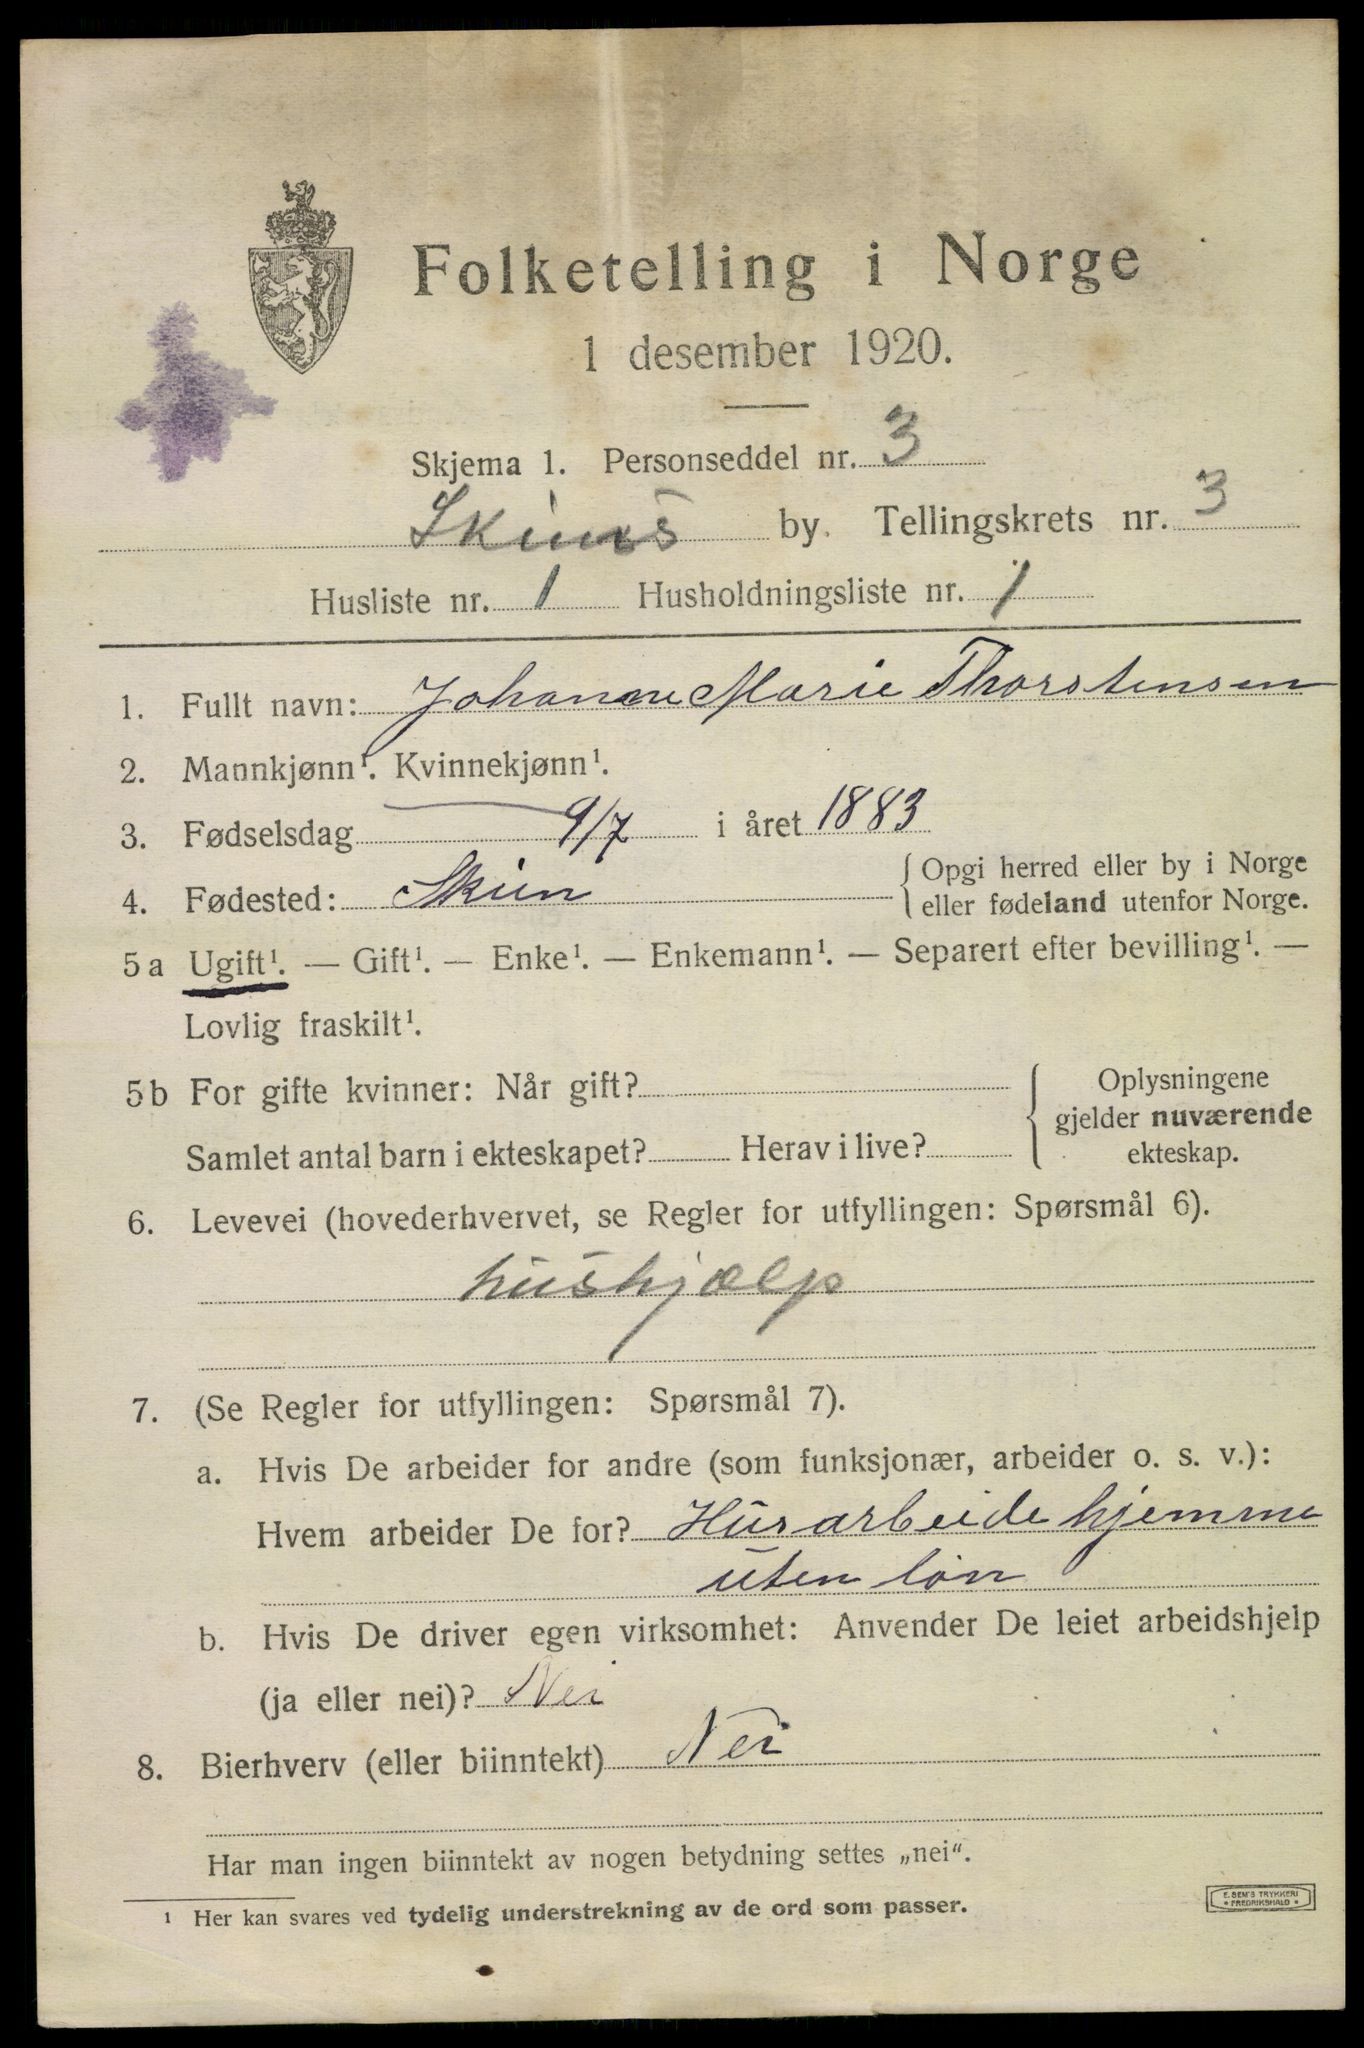 Folketelling i Norge
1 desember 1920.
Skjema 1. Personseddel nr. 3
Skiens by. Tellingskrets nr. 3
Husliste nr. 1 Husholdningsliste nr. 1
1. Fullt navn: Johanne Marie Thorstensen
2. Mannkjønn¹. Kvinnekjønn¹.
3. Fødselsdag 9/7 i året 1883
4. Fødested: Skien { Opgi herred eller by i Norge
eller fødeland utenfor Norge.
5a Ugift¹. — Gift¹. — Enke¹. — Enkemann¹. — Separert efter bevilling¹. —
Lovlig fraskilt¹.
5b For gifte kvinner: Når gift? { Oplysningene
gjelder nuværende
Samlet antal barn i ekteskapet? Herav i live? ekteskap.
6. Levevei (hovederhvervet, se Regler for utfyllingen: Spørsmål 6).
hushjælp
7. (Se Regler for utfyllingen: Spørsmål 7).
a. Hvis De arbeider for andre (som funksjonær, arbeider o. s. v.):
Hvem arbeider De for? Husarbeide hjemme
uten løn
b. Hvis De driver egen virksomhet: Anvender De leiet arbeidshjelp
(ja eller nei)? Nei
8. Bierhverv (eller biinntekt) Nei
Har man ingen biinntekt av nogen betydning settes „nei“.
¹ Her kan svares ved tydelig understrekning av de ord som passer.
E. SEM'S TRYKKERI
* FREDRIKSHALD *